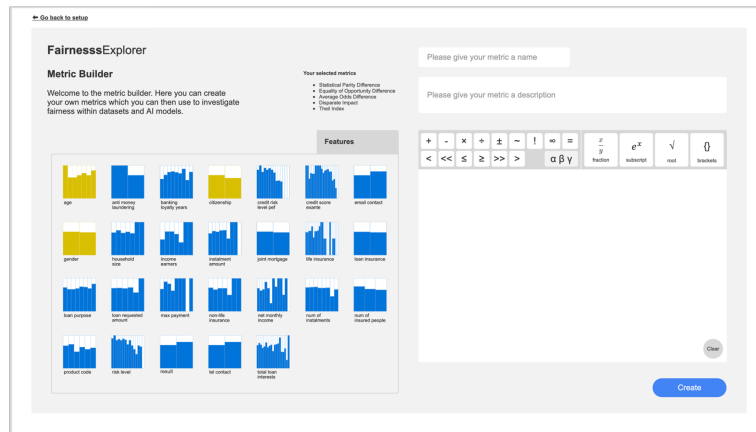 Go back to setup
FairnesssExplorer
Metric Builder
Welcome to the metric builder. Here you can create
your own metrics which you can then use to investigate
fairness within datasets and AI models.
Your selected metrics
Statistical Parity Difference
Equality of Opportunity Difference
Average Odds Difference
Disparate Impact
Theil Index
Features
age
anti money
laundering
banking
loyalty years
citizenship
credit risk
level pef
credit score
exante
email contact
gender
household
size
income
earners
instalment
amount
joint mortgage
life insurance
loan insurance
loan purpose
loan requested
amount
max payment
non-life
insurance
net monthly
income
num of
instalments
num of
insured people
product code
risk level
result
tel contact
total loan
interests
Please give your metric a name
Please give your metric a description
+ - × ÷ ± ~ ! ∞ =
< << ≤ ≥ >> > α β γ
x
y
fraction
e^x
subscript
√
root
{}
brackets
Clear
Create